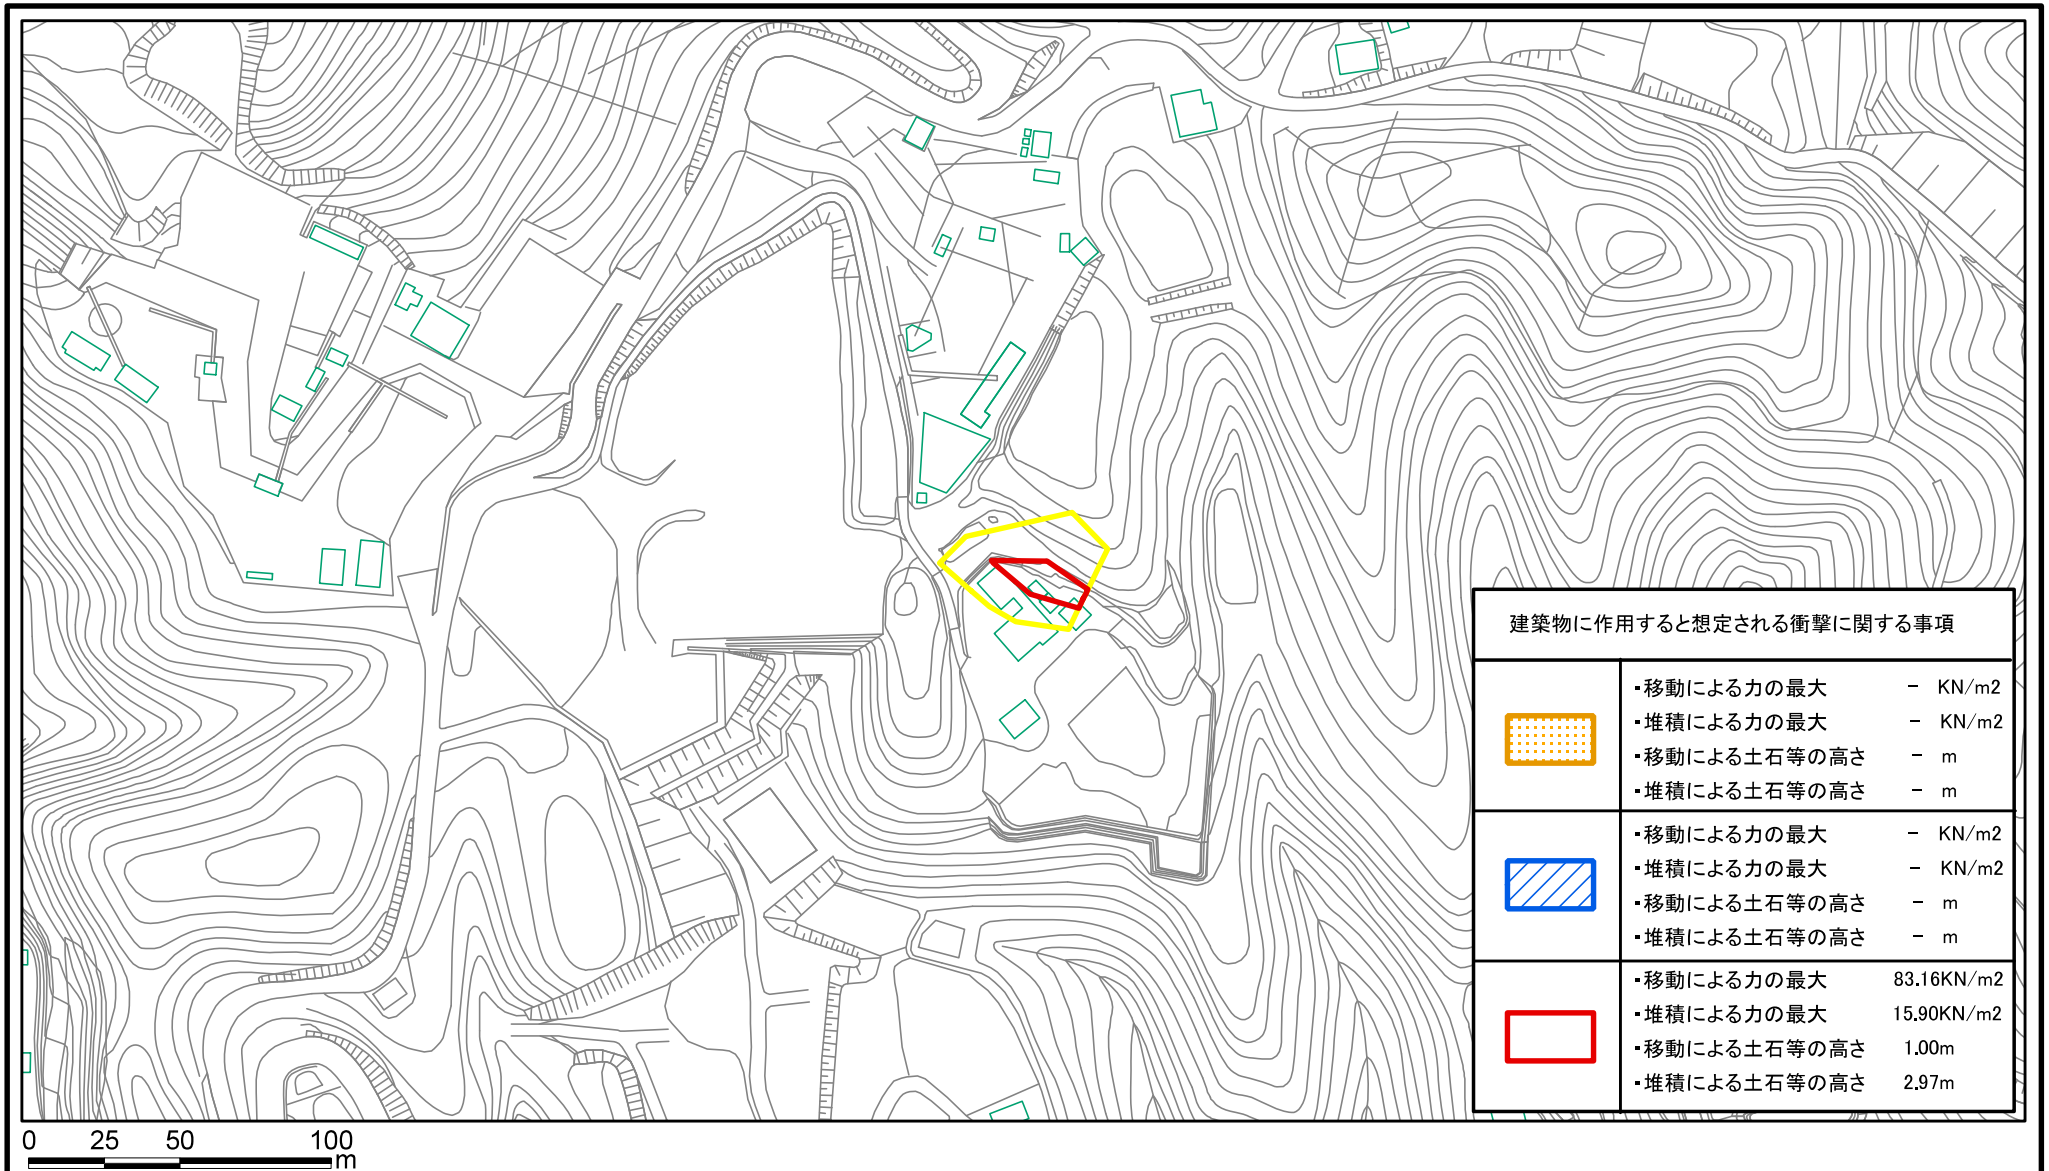 建築物に作用すると想定される衝撃に関する事項
・移動による力の最大 - KN/m2
・堆積による力の最大 - KN/m2
・移動による土石等の高さ - m
・堆積による土石等の高さ - m
・移動による力の最大 - KN/m2
・堆積による力の最大 - KN/m2
・移動による土石等の高さ - m
・堆積による土石等の高さ - m
・移動による力の最大 83.16KN/m2
・堆積による力の最大 15.90KN/m2
・移動による土石等の高さ 1.00m
・堆積による土石等の高さ 2.97m
0 25 50 100
m